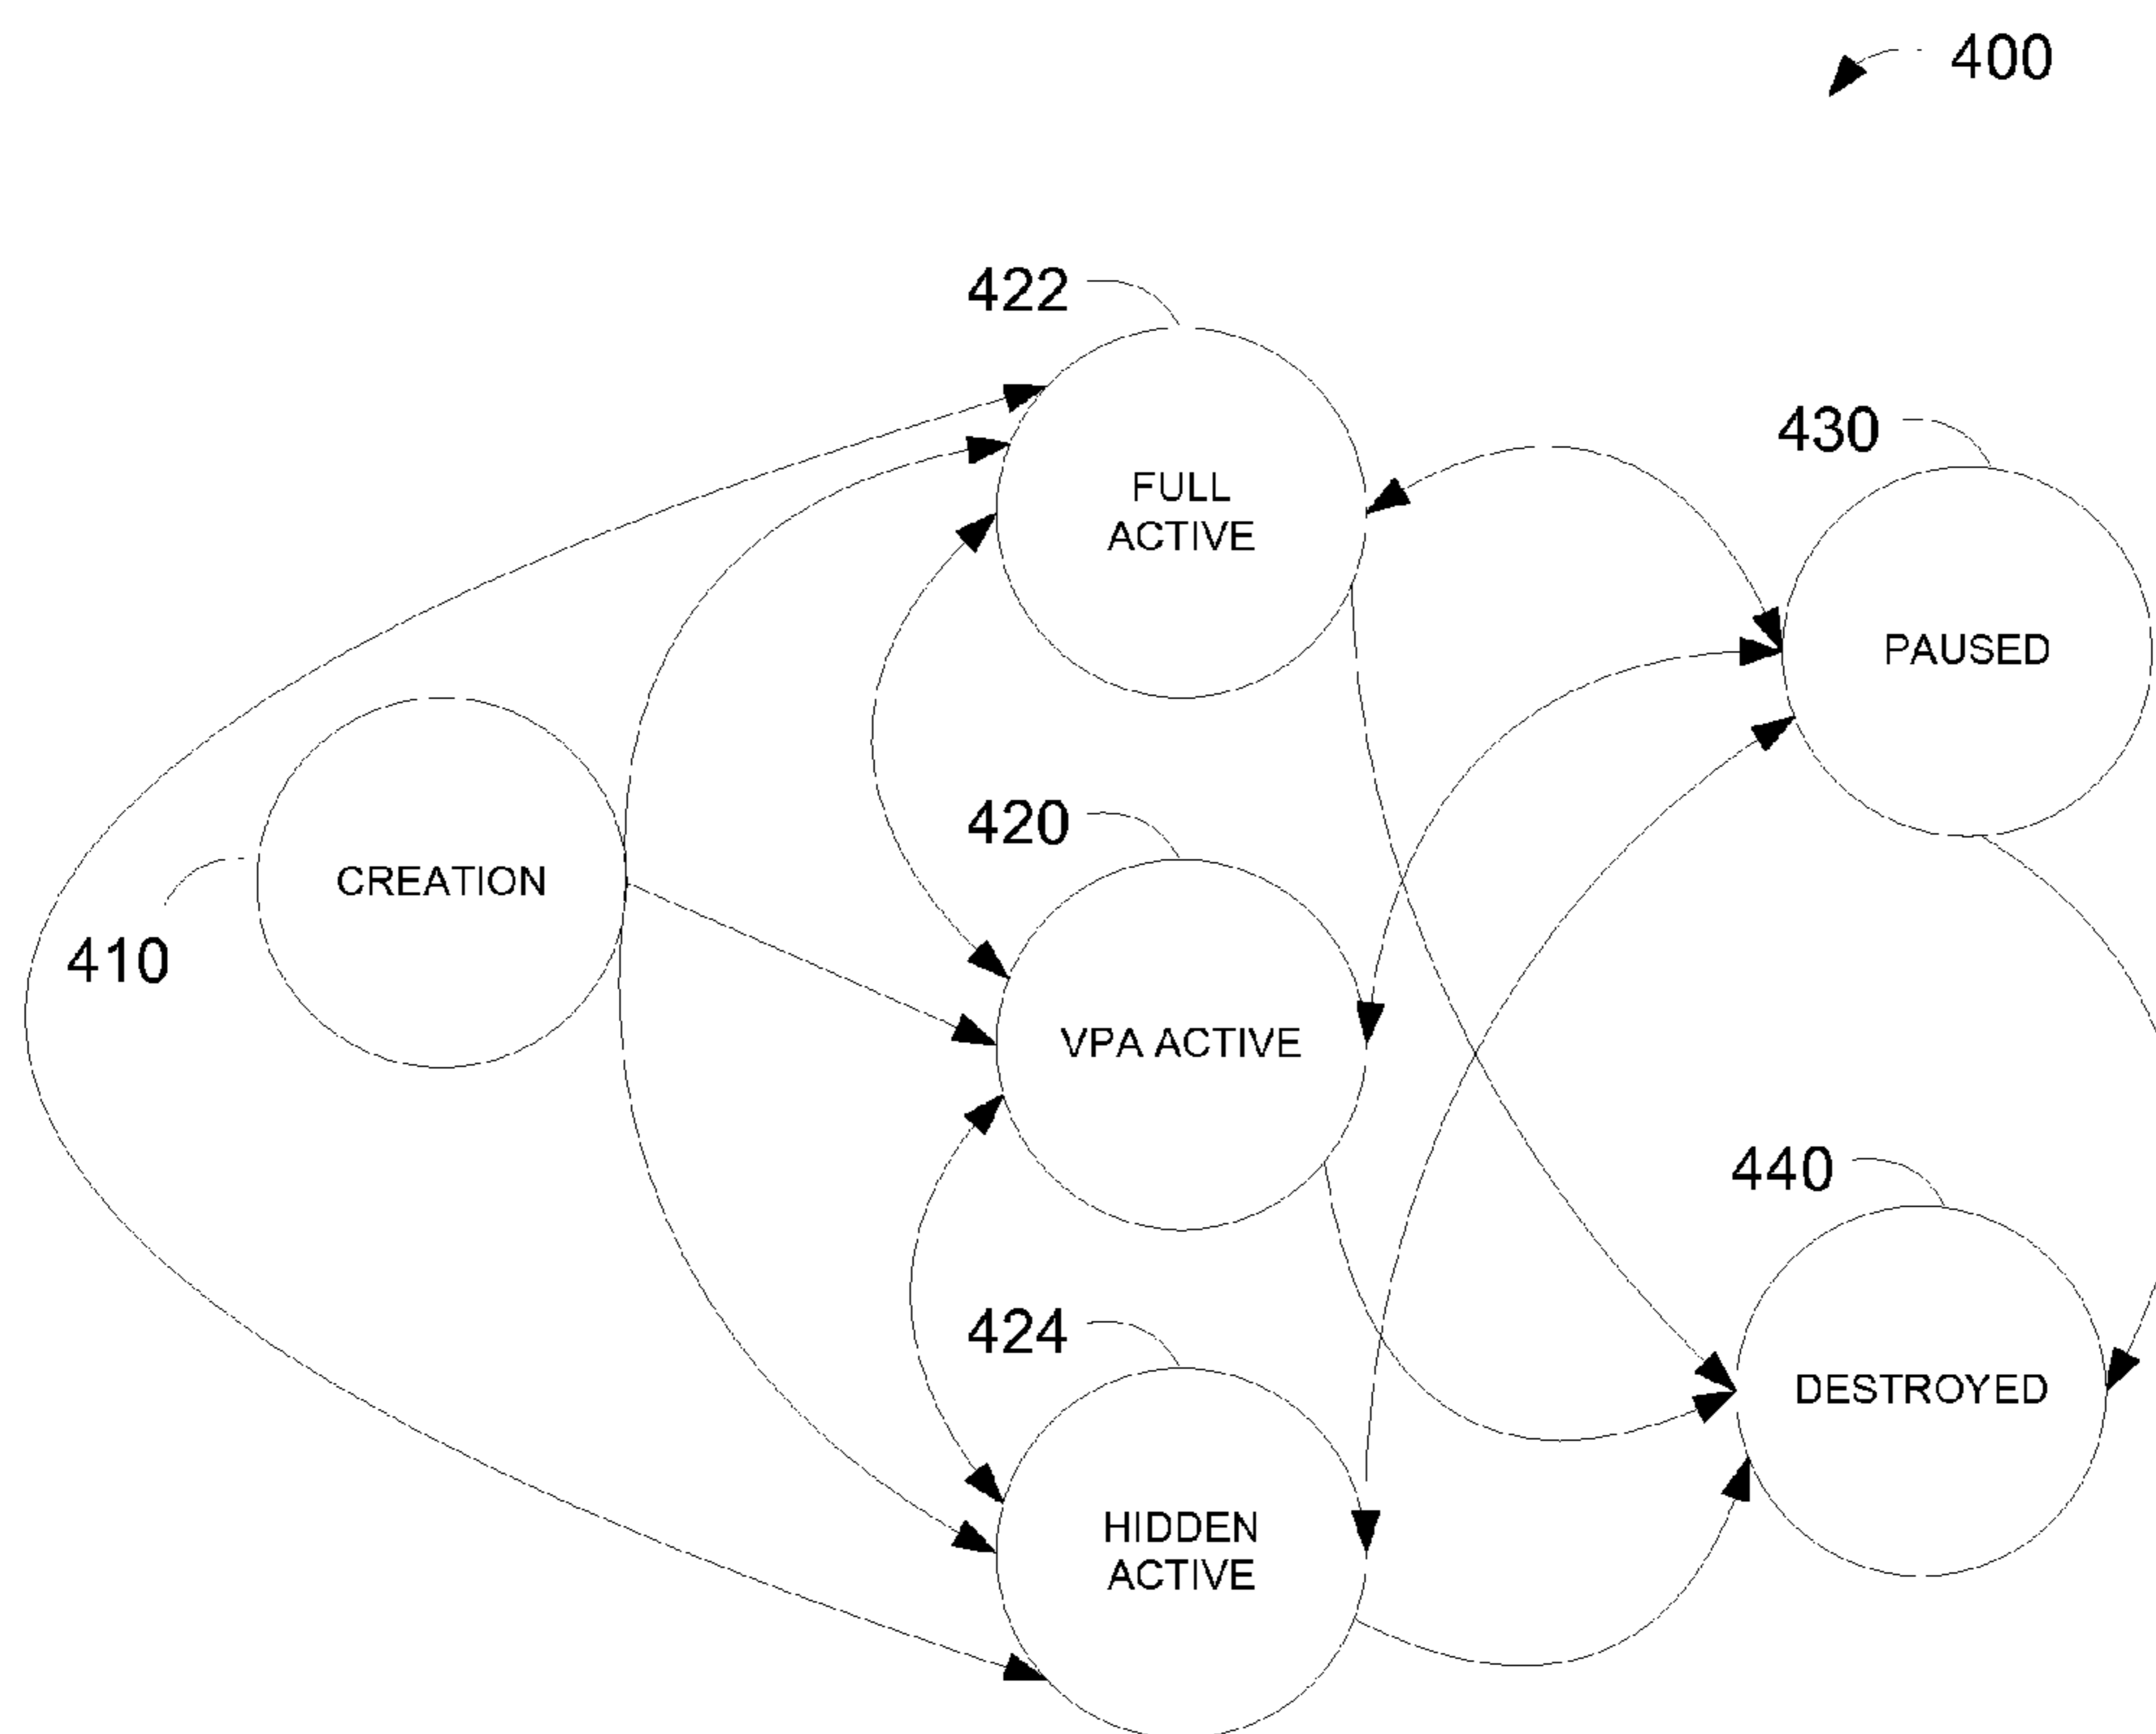 400
422
FULL
ACTIVE
430
PAUSED
420
CREATION
410
VPA ACTIVE
440
424
DESTROYED
HIDDEN
ACTIVE